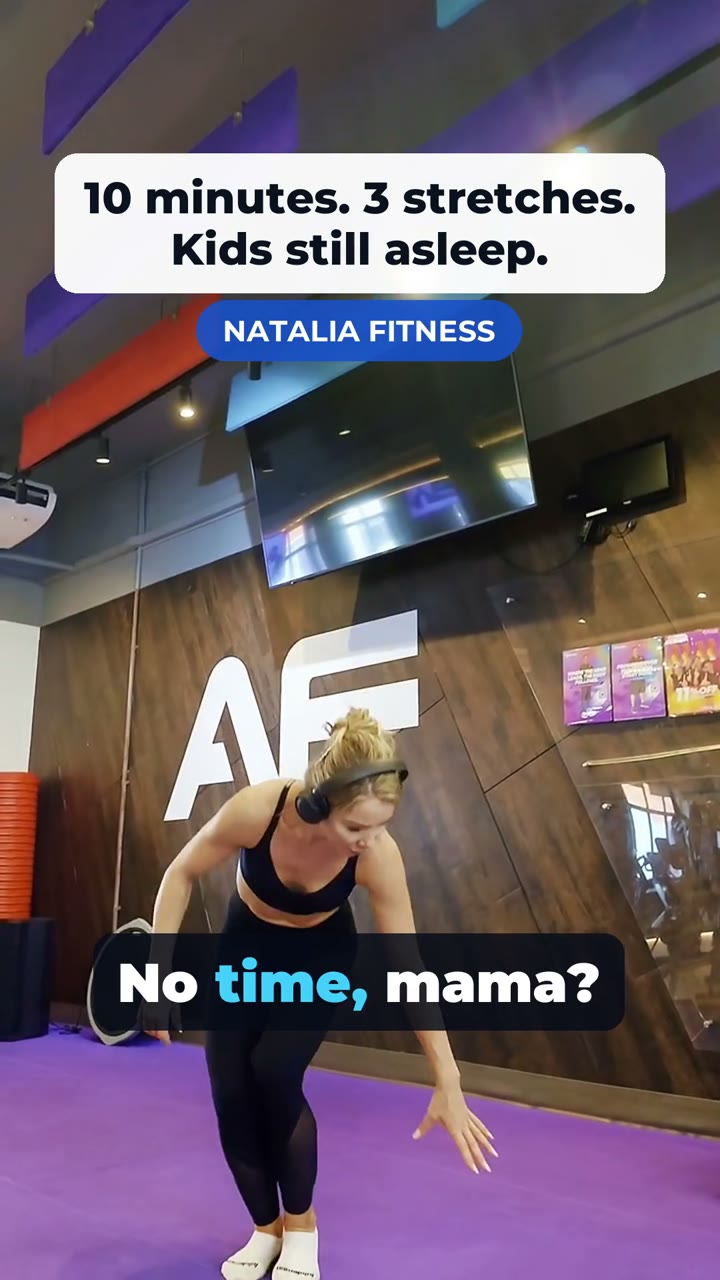 10 minutes. 3 stretches.
Kids still asleep.
NATALIA FITNESS
AF
No time, mama?